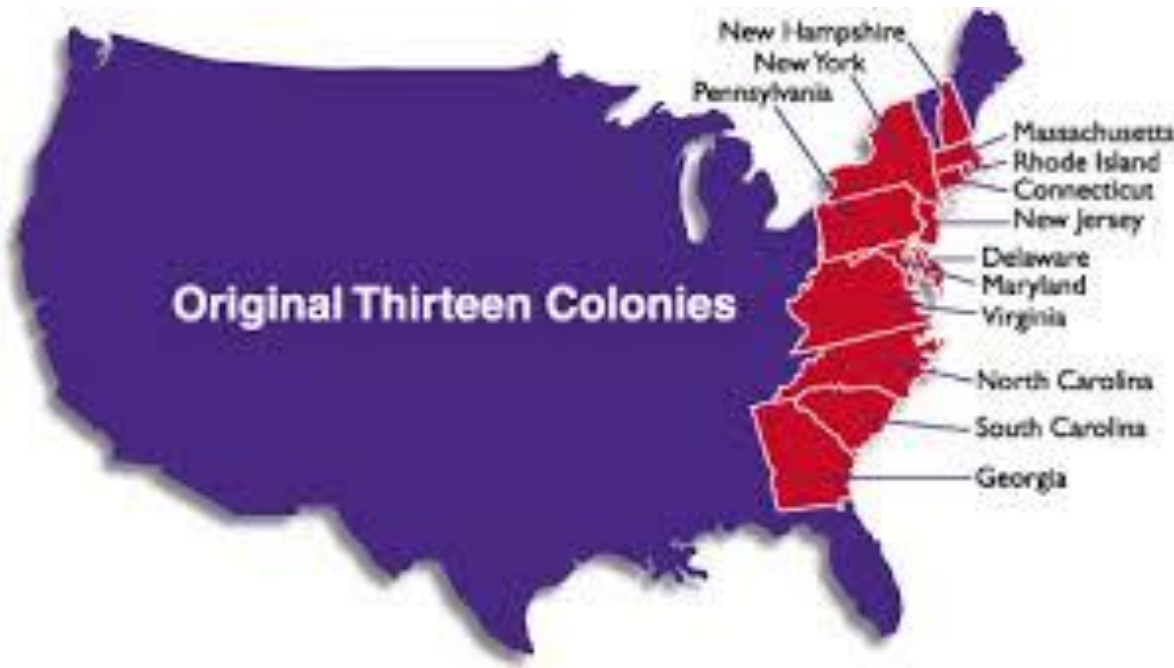 New Hampshire
New York
Pennsylvania
Massachusetts
Rhode Island
Connecticut
New Jersey
Delaware
Maryland
Original Thirteen Colonies
Virginia
North Carolina
South Carolina
Georgia